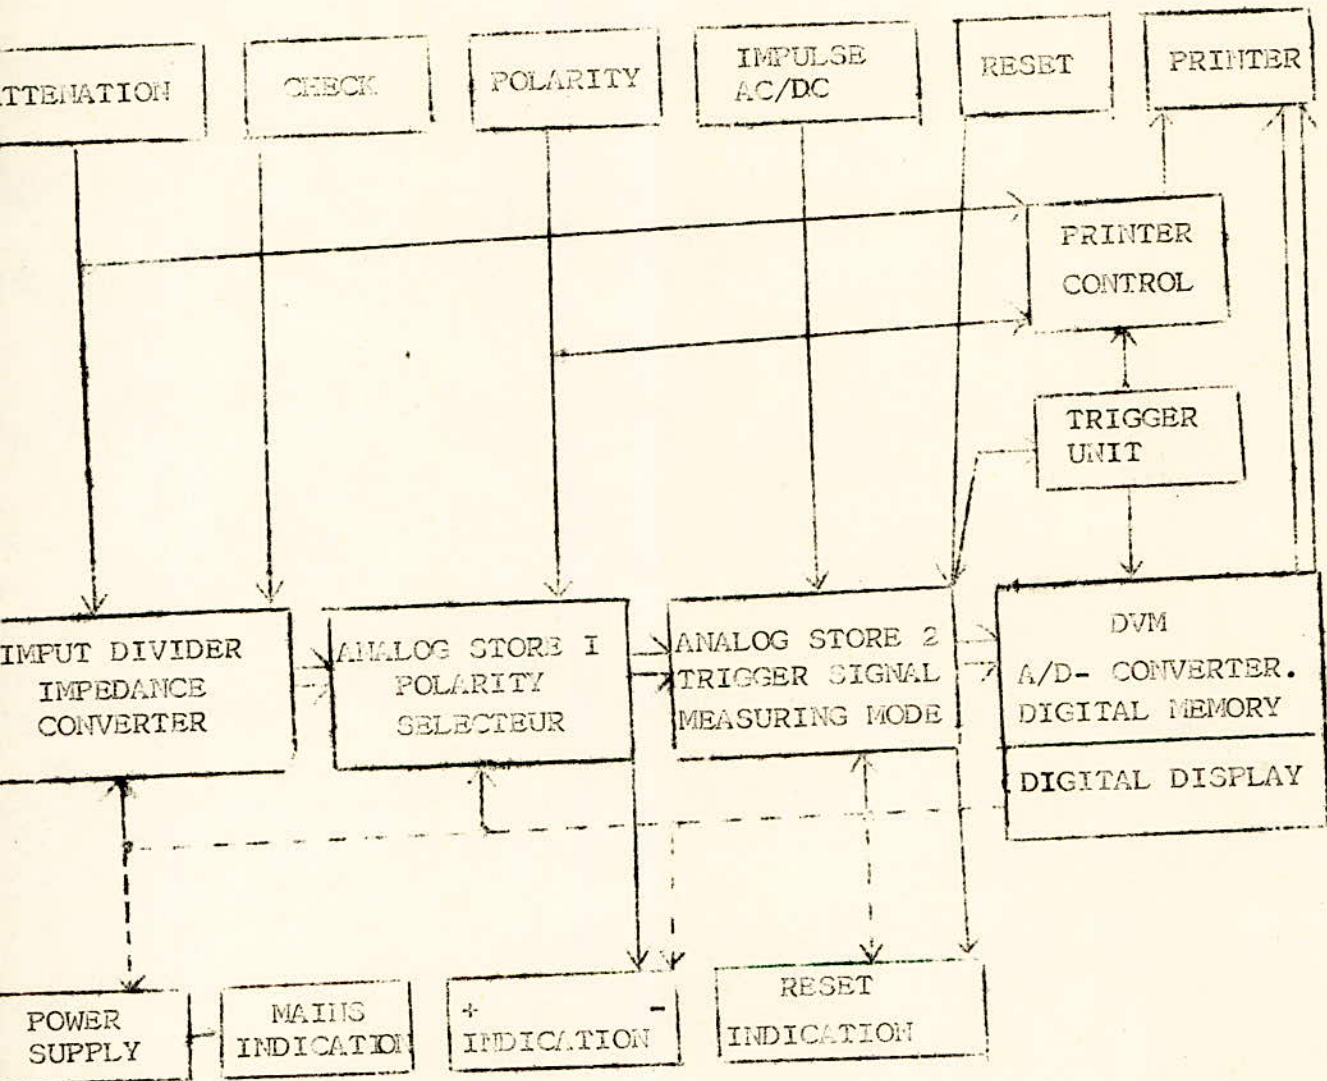 TTENATION
CHECK
POLARITY
IMPULSE
AC/DC
RESET
PRINTER
PRINTER
CONTROL
TRIGGER
UNIT
IMPUT DIVIDER
IMPEDANCE
CONVERTER
ANALOG STORE I
POLARITY
SELECTEUR
ANALOG STORE 2
TRIGGER SIGNAL
MEASURING MODE
DVM
A/D- CONVERTER.
DIGITAL MEMORY
DIGITAL DISPLAY
POWER
SUPPLY
MAINS
INDICATION
+ -
INDICATION
RESET
INDICATION